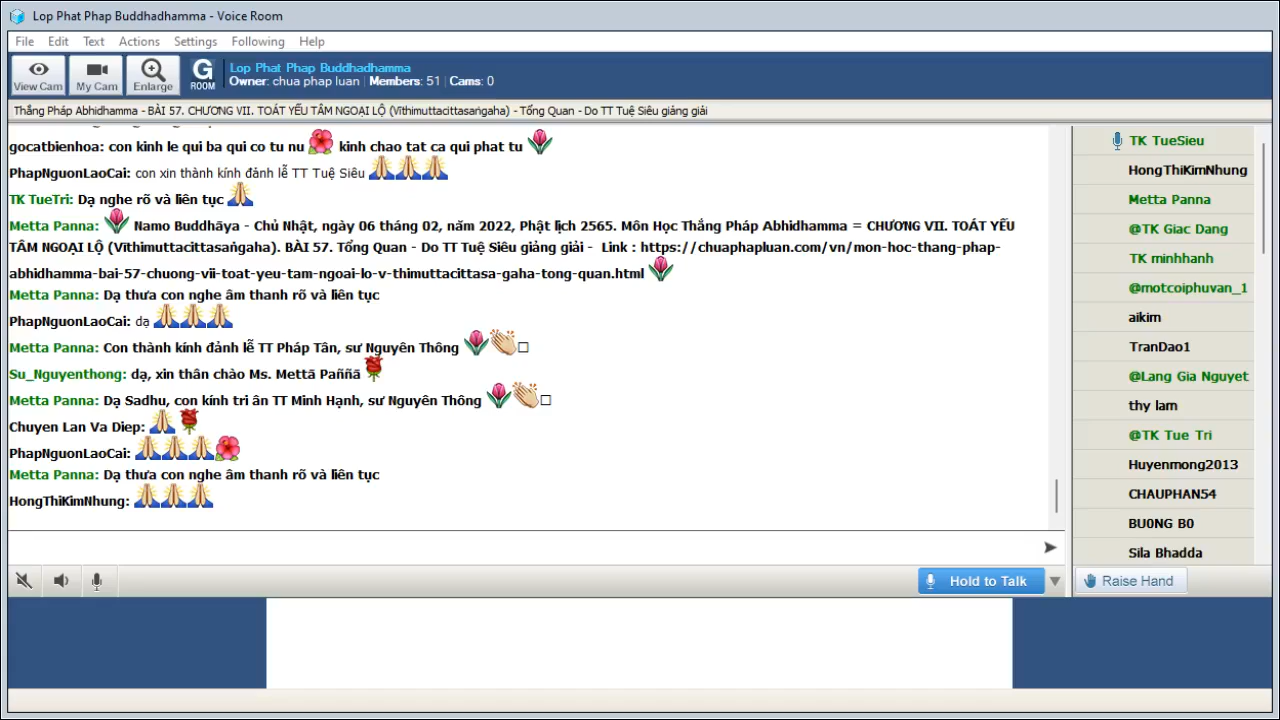 Lop Phat Phap Buddhadhamma - Voice Room
File Edit Text Actions Settings Following Help
View Cam My Cam Enlarge G ROOM
Lop Phat Phap Buddhadhamma
Owner: chua phap luan | Members: 51 | Cams: 0
Thắng Pháp Abhidhamma - BÀI 57. CHƯƠNG VII. TOÁT YẾU TÂM NGOẠI LỘ (Vīthimuttacittasaṅgaha) - Tổng Quan - Do TT Tuệ Siêu giảng giải
gocatbienhoa: con kinh le qui ba qui co tu nu kinh chao tat ca qui phat tu
PhapNguonLaoCai: con xin thành kính đảnh lễ TT Tuệ Siêu
TK TueTri: Dạ nghe rõ và liên tục
Metta Panna: Namo Buddhāya - Chủ Nhật, ngày 06 tháng 02, năm 2022, Phật lịch 2565. Môn Học Thắng Pháp Abhidhamma = CHƯƠNG VII. TOÁT YẾU
TÂM NGOẠI LỘ (Vīthimuttacittasaṅgaha). BÀI 57. Tổng Quan - Do TT Tuệ Siêu giảng giải - Link : https://chuaphapluan.com/vn/mon-hoc-thang-phap-
abhidhamma-bai-57-chuong-vii-toat-yeu-tam-ngoai-lo-v-thimuttacittasa-gaha-tong-quan.html
Metta Panna: Dạ thưa con nghe âm thanh rõ và liên tục
PhapNguonLaoCai: dạ
Metta Panna: Con thành kính đảnh lễ TT Pháp Tân, sư Nguyên Thông
Su_Nguyenthong: dạ, xin thân chào Ms. Mettā Paññā
Metta Panna: Dạ Sadhu, con kính tri ân TT Minh Hạnh, sư Nguyên Thông
Chuyen Lan Va Diep:
PhapNguonLaoCai:
Metta Panna: Dạ thưa con nghe âm thanh rõ và liên tục
HongThiKimNhung:
TK TueSieu
HongThiKimNhung
Metta Panna
@TK Giac Dang
TK minhhanh
@motcoiphuvan_1
aikim
TranDao1
@Lang Gia Nguyet
thy lam
@TK Tue Tri
Huyenmong2013
CHAUPHAN54
BU0NG B0
Sila Bhadda
Hold to Talk
Raise Hand